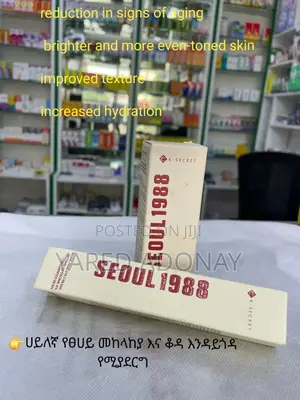 reduction in signs of aging
brighter and more even toned skin
improved texture
increased hydration
K-SECRET
SEOUL 1988
POSTED ON JIJI
YARED ADONAY
K-SECRET
SEOUL 1988
👉 ሀይለኛ የፀሀይ መከላከያ እና ቆዳ እንዳይጎዳ
የሚያደርግ